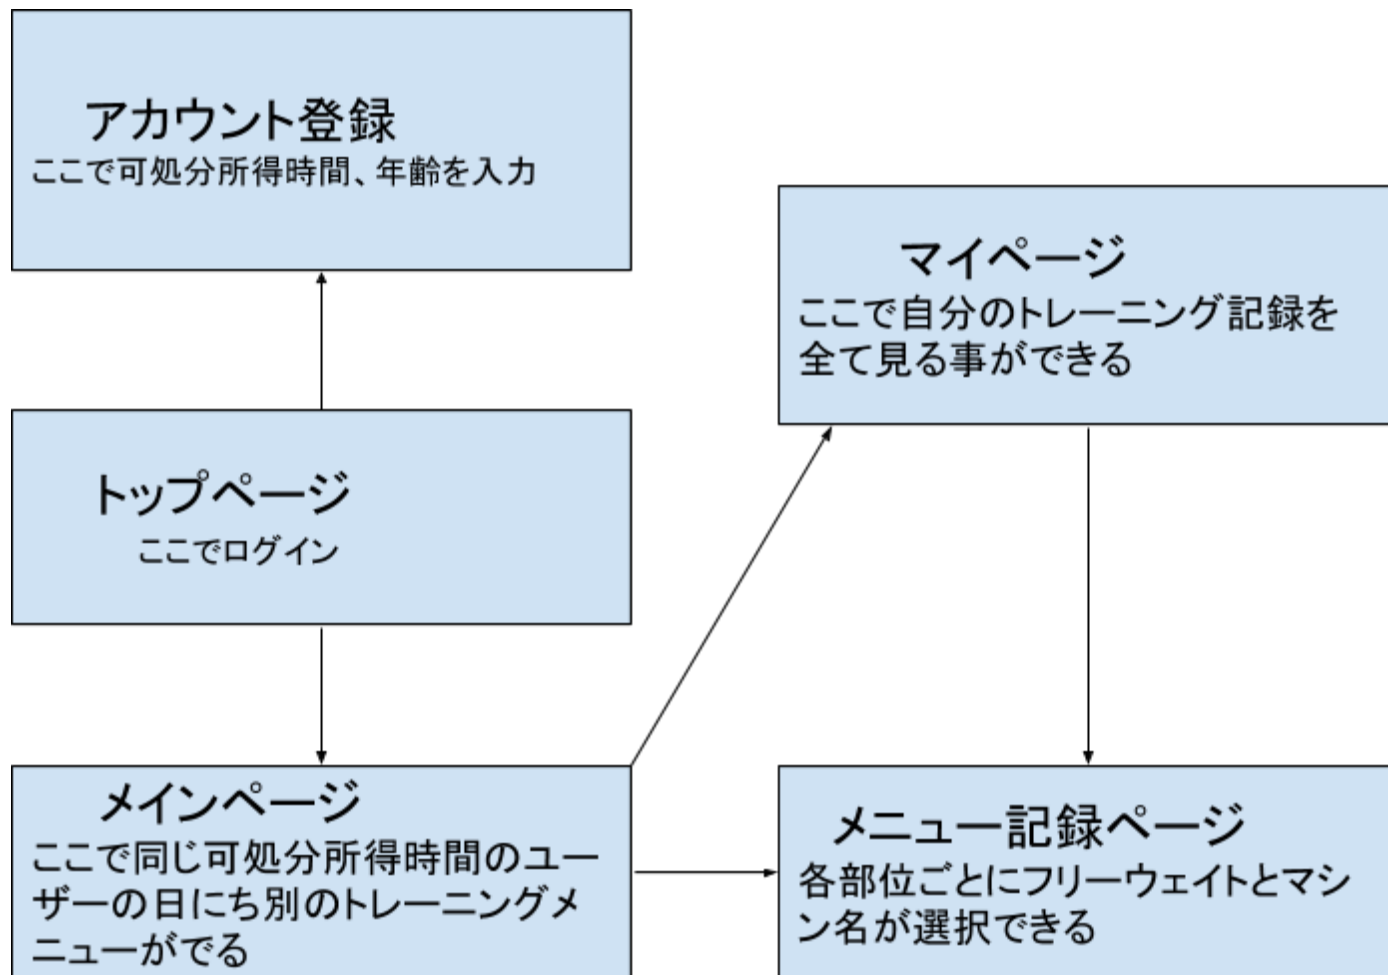 アカウント登録
ここで可処分所得時間、年齢を入力
トップページ
ここでログイン
メインページ
ここで同じ可処分所得時間のユー
ザーの日にち別のトレーニングメ
ニューがでる
マイページ
ここで自分のトレーニング記録を
全て見る事ができる
メニュー記録ページ
各部位ごとにフリーウェイトとマシ
ン名が選択できる